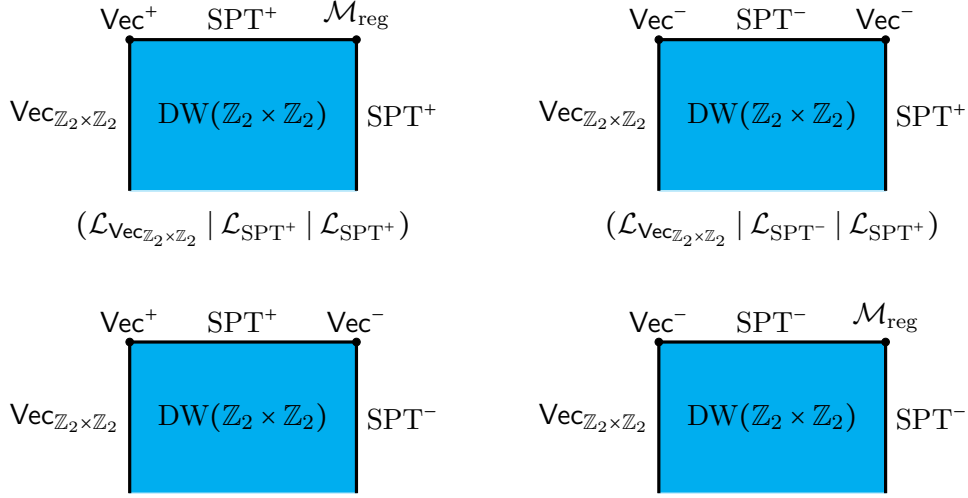 Vec⁺ SPT⁺ ℳ_reg
Vec_{ℤ₂×ℤ₂} DW(ℤ₂ × ℤ₂) SPT⁺
(ℒ_{Vec_{ℤ₂×ℤ₂}} | ℒ_{SPT⁺} | ℒ_{SPT⁺})
Vec⁻ SPT⁻ Vec⁻
Vec_{ℤ₂×ℤ₂} DW(ℤ₂ × ℤ₂) SPT⁺
(ℒ_{Vec_{ℤ₂×ℤ₂}} | ℒ_{SPT⁻} | ℒ_{SPT⁺})
Vec⁺ SPT⁺ Vec⁻
Vec_{ℤ₂×ℤ₂} DW(ℤ₂ × ℤ₂) SPT⁻
Vec⁻ SPT⁻ ℳ_reg
Vec_{ℤ₂×ℤ₂} DW(ℤ₂ × ℤ₂) SPT⁻